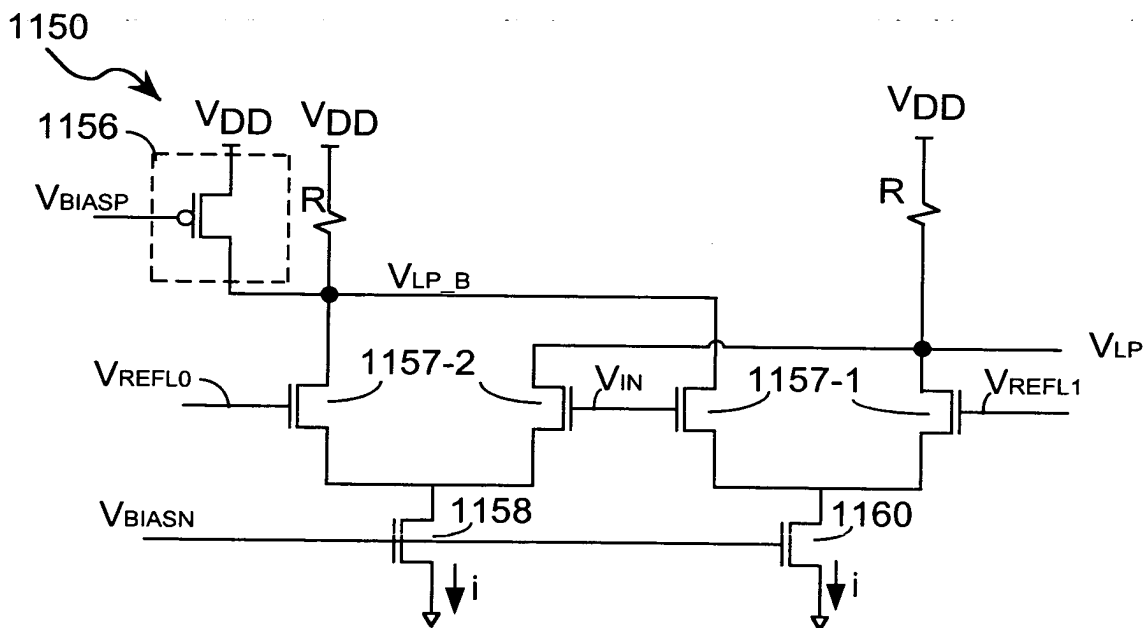 1150
1156
VDD
VDD
VDD
VBIASP
R
R
VLP_B
VLP
VREFL0
1157-2
VIN
1157-1
VREFL1
VBIASN
1158
1160
i
i